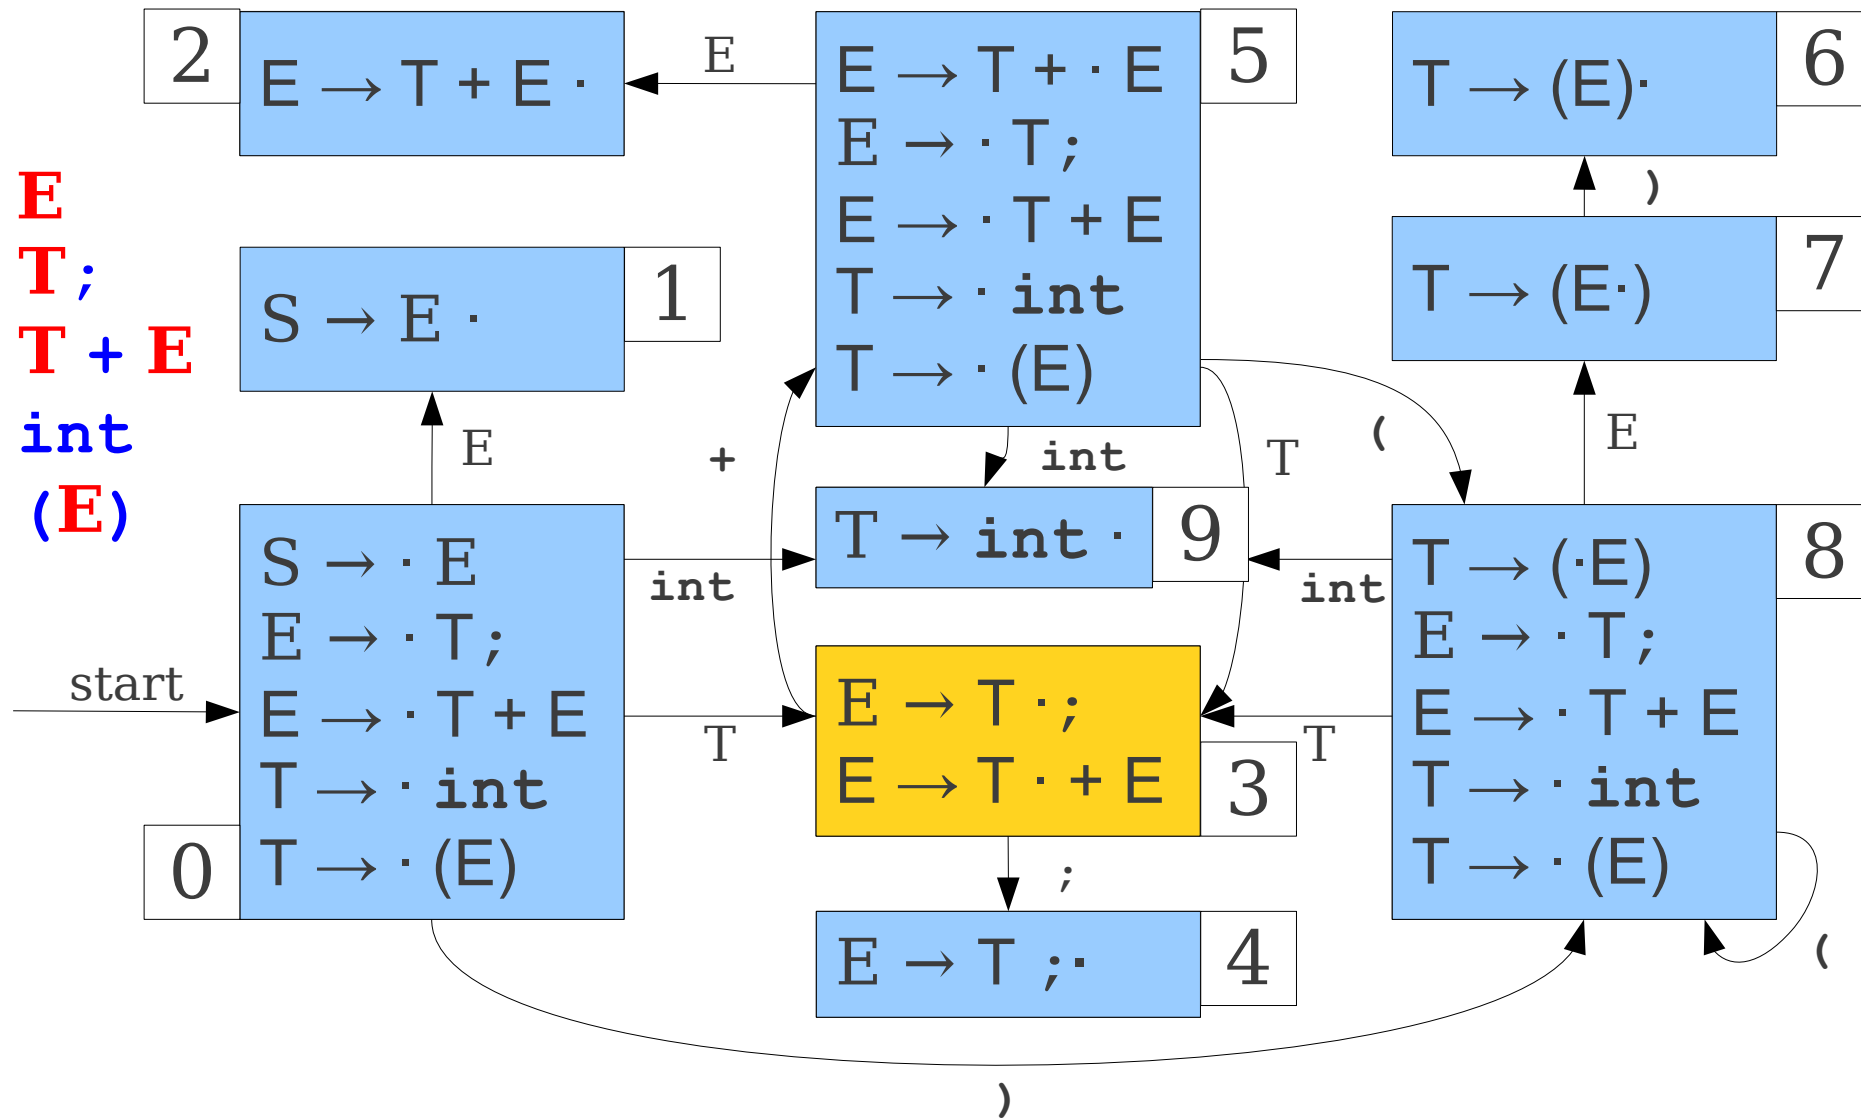 E
T ;
T + E
int
(E)
2
E → T + E ·
E
5
E → T + · E
E → · T ;
E → · T + E
T → · int
T → · (E)
6
T → (E)·
)
7
T → (E·)
1
S → E ·
E
+
int
T
(
E
start
0
S → · E
E → · T ;
E → · T + E
T → · int
T → · (E)
int
T
9
T → int ·
3
E → T · ;
E → T · + E
;
4
E → T ;·
int
T
8
T → (·E)
E → · T ;
E → · T + E
T → · int
T → · (E)
(
)